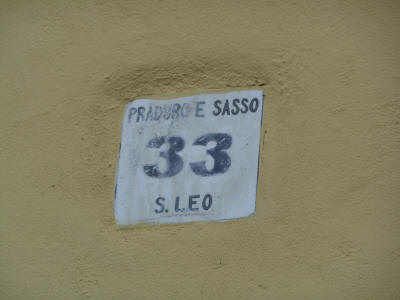 PRADURO E SASSO
33
S. LEO